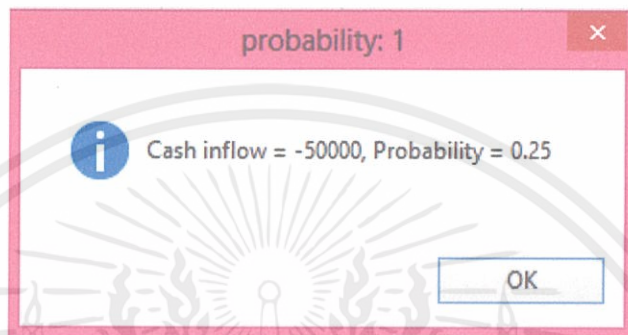 probability: 1
Cash inflow = -50000, Probability = 0.25
OK